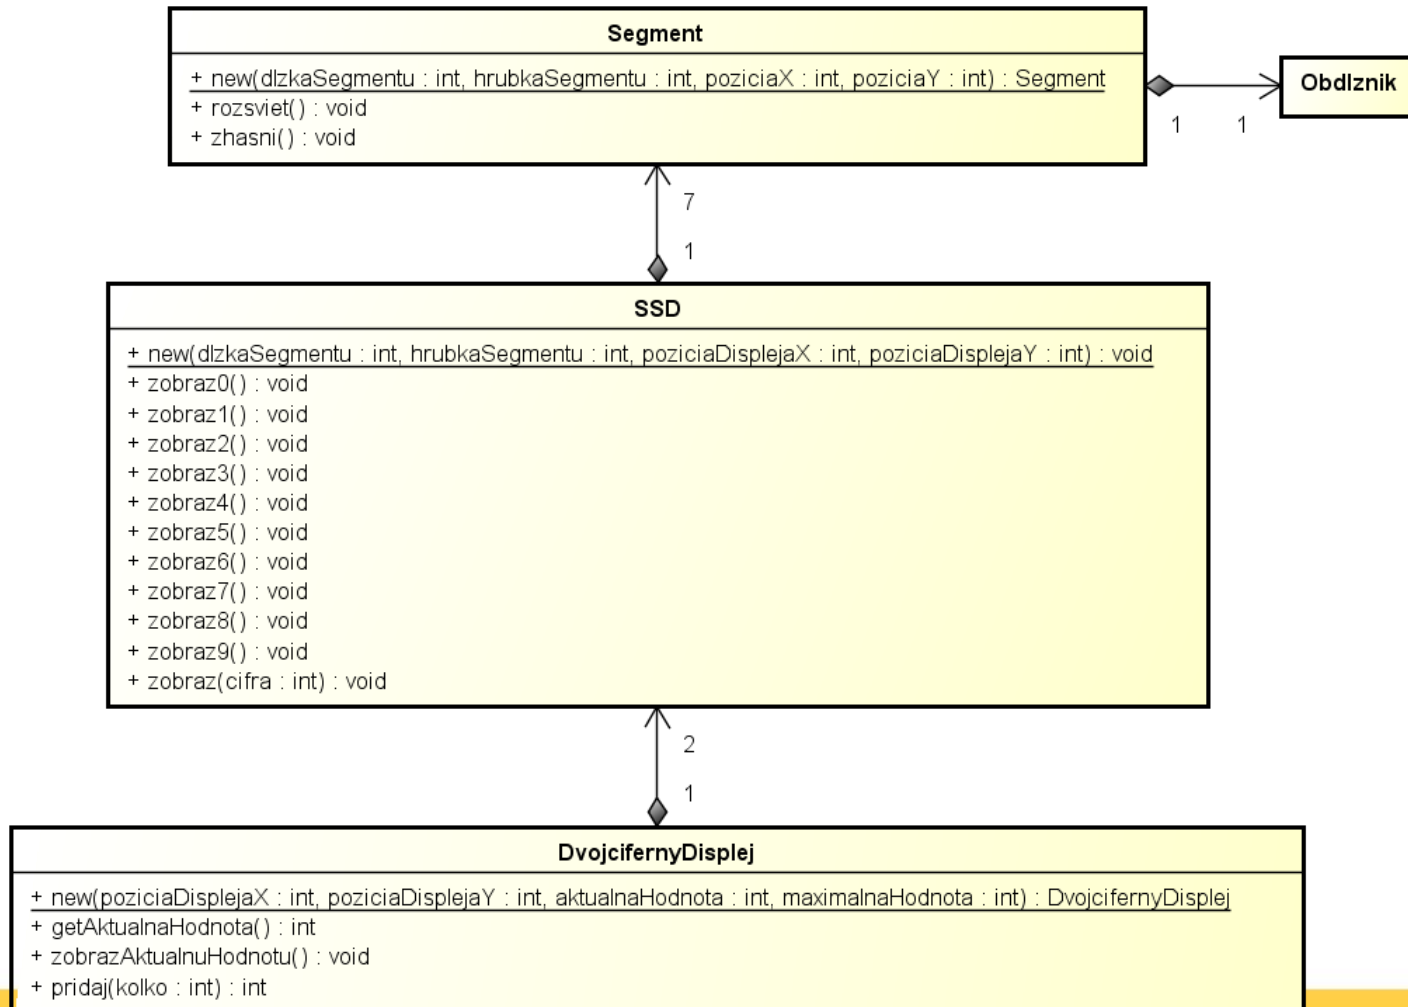 Segment
+ new(dlzkaSegmentu : int, hrubkaSegmentu : int, poziciaX : int, poziciaY : int) : Segment
+ rozsviet() : void
+ zhasni() : void
Obdlznik
1 1
7
1
SSD
+ new(dlzkaSegmentu : int, hrubkaSegmentu : int, poziciaDisplejaX : int, poziciaDisplejaY : int) : void
+ zobraz0() : void
+ zobraz1() : void
+ zobraz2() : void
+ zobraz3() : void
+ zobraz4() : void
+ zobraz5() : void
+ zobraz6() : void
+ zobraz7() : void
+ zobraz8() : void
+ zobraz9() : void
+ zobraz(cifra : int) : void
2
1
DvojcifernyDisplej
+ new(poziciaDisplejaX : int, poziciaDisplejaY : int, aktualnaHodnota : int, maximalnaHodnota : int) : DvojcifernyDisplej
+ getAktualnaHodnota() : int
+ zobrazAktualnuHodnotu() : void
+ pridaj(kolko : int) : int